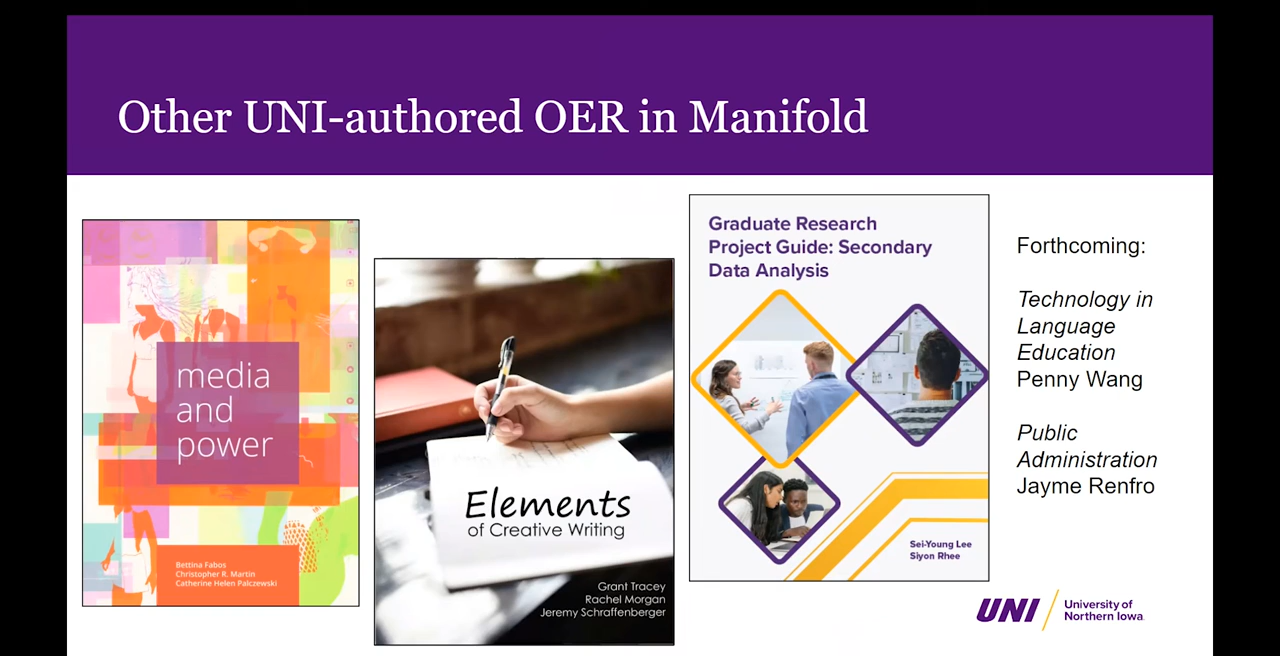 Other UNI-authored OER in Manifold
media
and
power
Bettina Fabos
Christopher R. Martin
Catherine Helen Palczewski
Elements
of Creative Writing
Grant Tracey
Rachel Morgan
Jeremy Schraffenberger
Graduate Research
Project Guide: Secondary
Data Analysis
Sei-Young Lee
Siyon Rhee
Forthcoming:
Technology in
Language
Education
Penny Wang
Public
Administration
Jayme Renfro
UNI
University of
Northern Iowa